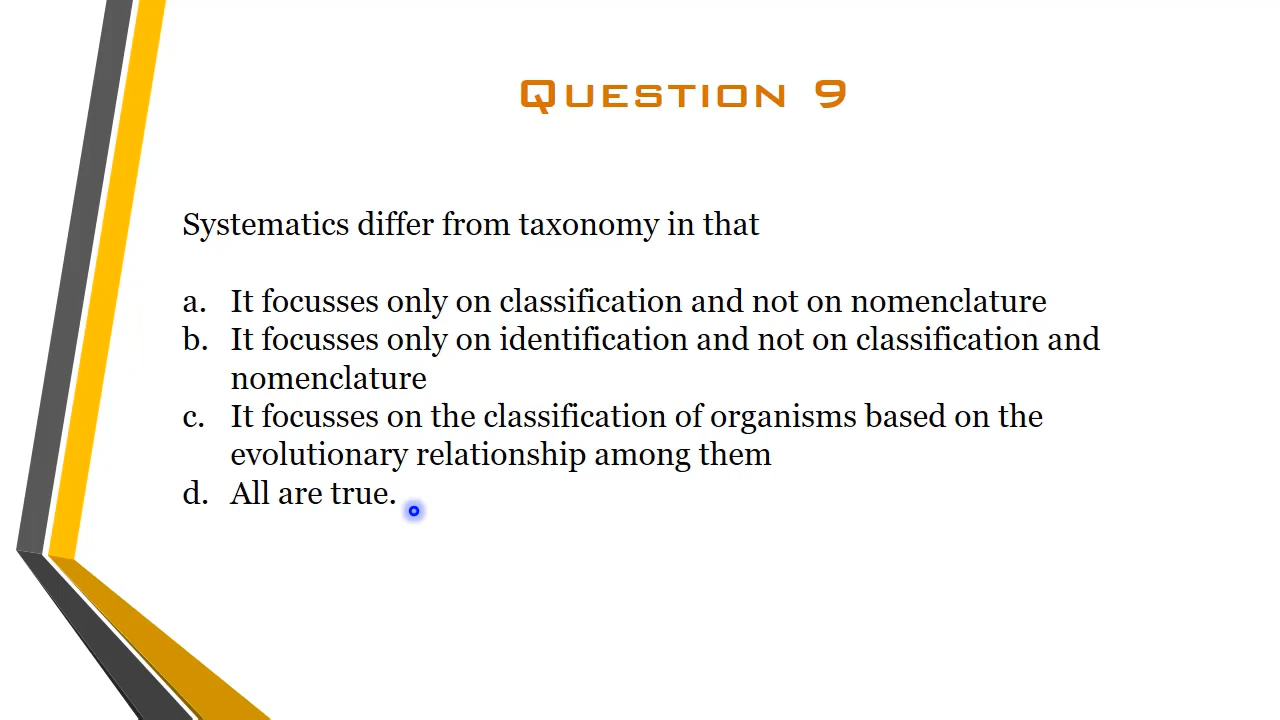 Question 9
Systematics differ from taxonomy in that
a. It focusses only on classification and not on nomenclature
b. It focusses only on identification and not on classification and
nomenclature
c. It focusses on the classification of organisms based on the
evolutionary relationship among them
d. All are true.